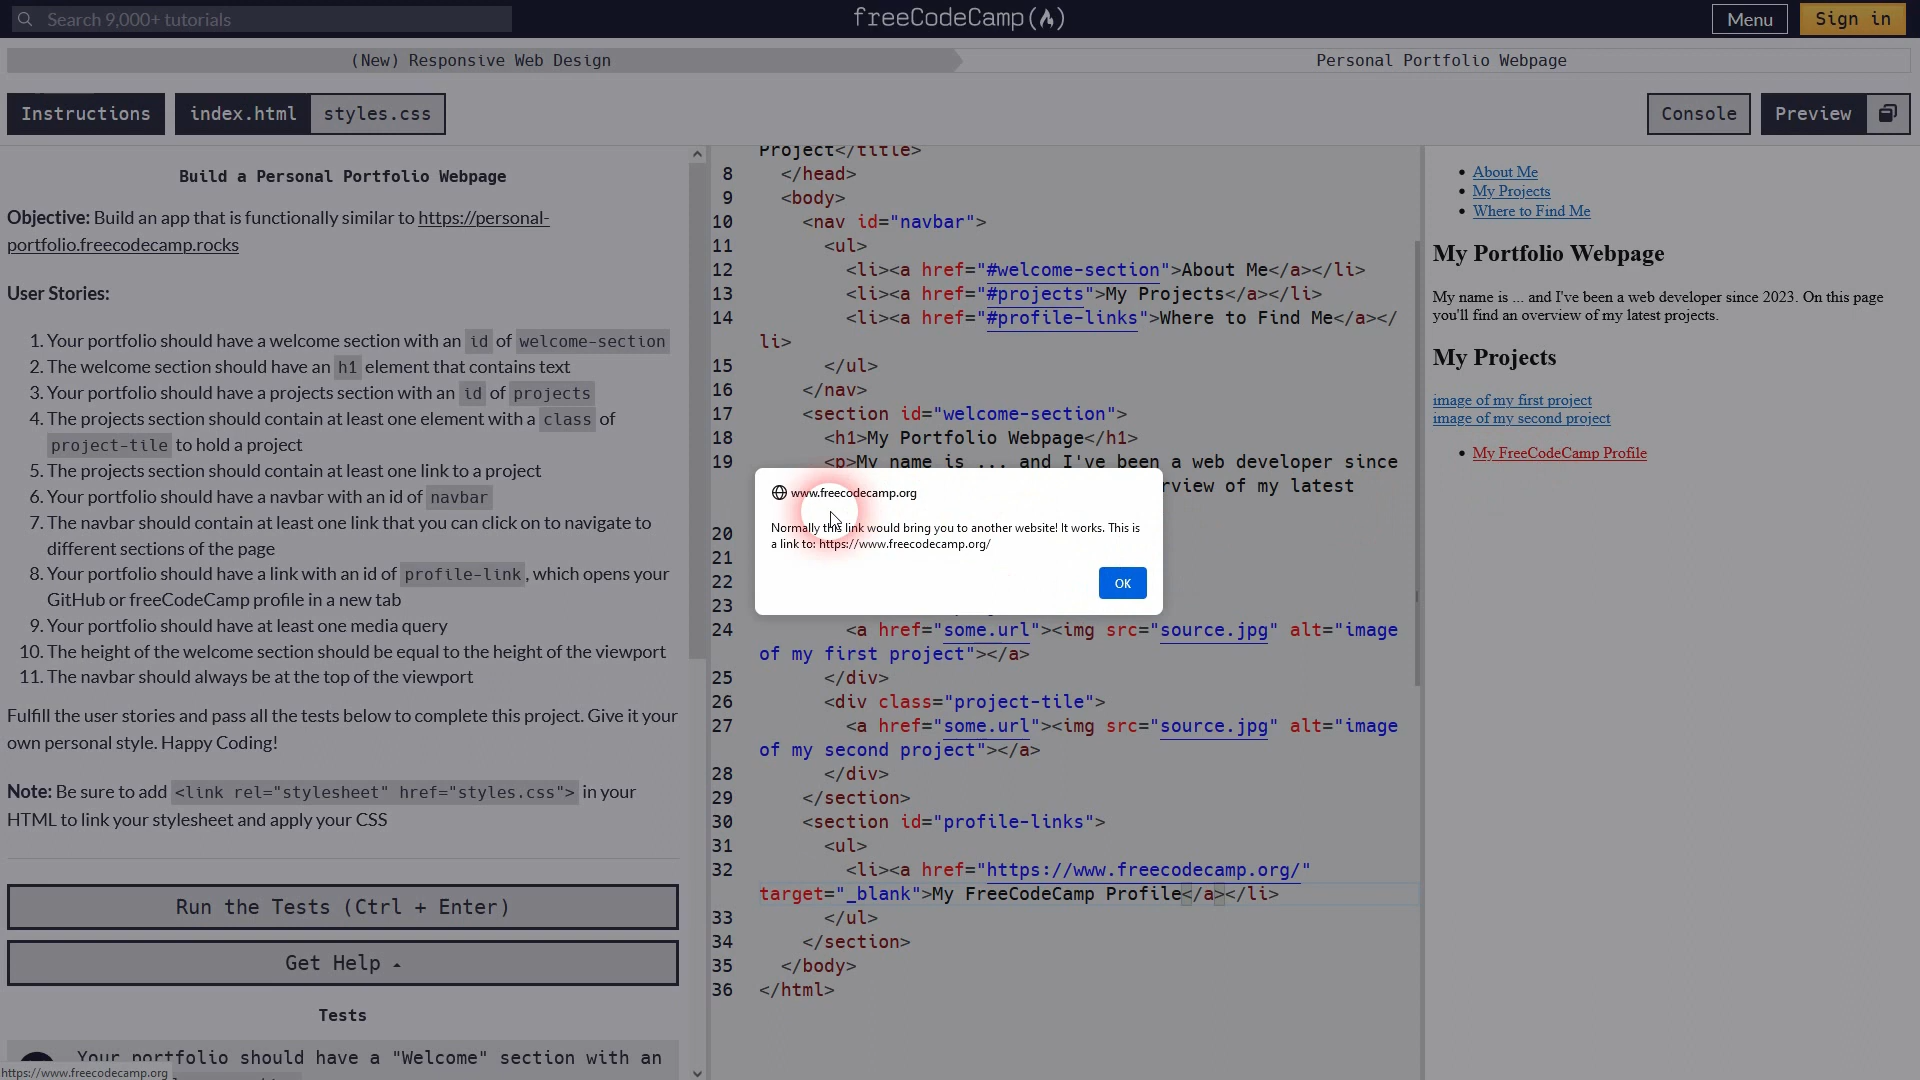 Search 9,000+ tutorials
freeCodeCamp
Menu
Sign in
(New) Responsive Web Design
Personal Portfolio Webpage
Instructions
index.html
styles.css
Console
Preview
Build a Personal Portfolio Webpage
Objective: Build an app that is functionally similar to https://personal-
portfolio.freecodecamp.rocks
User Stories:
1. Your portfolio should have a welcome section with an id of welcome-section
2. The welcome section should have an h1 element that contains text
3. Your portfolio should have a projects section with an id of projects
4. The projects section should contain at least one element with a class of
project-tile to hold a project
5. The projects section should contain at least one link to a project
6. Your portfolio should have a navbar with an id of navbar
7. The navbar should contain at least one link that you can click on to navigate to
different sections of the page
8. Your portfolio should have a link with an id of profile-link, which opens your
GitHub or freeCodeCamp profile in a new tab
9. Your portfolio should have at least one media query
10. The height of the welcome section should be equal to the height of the viewport
11. The navbar should always be at the top of the viewport
Fulfill the user stories and pass all the tests below to complete this project. Give it your
own personal style. Happy Coding!
Note: Be sure to add <link rel="stylesheet" href="styles.css"> in your
HTML to link your stylesheet and apply your CSS
Run the Tests (Ctrl + Enter)
Get Help
Tests
Your portfolio should have a "Welcome" section with an
https://www.freecodecamp.org
Project</title>
8 </head>
9 <body>
10 <nav id="navbar">
11 <ul>
12 <li><a href="#welcome-section">About Me</a></li>
13 <li><a href="#projects">My Projects</a></li>
14 <li><a href="#profile-links">Where to Find Me</a></
li>
15 </ul>
16 </nav>
17 <section id="welcome-section">
18 <h1>My Portfolio Webpage</h1>
19 <p>My name is ... and I've been a web developer since
rview of my latest
20
21
22
23
24 <a href="some.url"><img src="source.jpg" alt="image
of my first project"></a>
25 </div>
26 <div class="project-tile">
27 <a href="some.url"><img src="source.jpg" alt="image
of my second project"></a>
28 </div>
29 </section>
30 <section id="profile-links">
31 <ul>
32 <li><a href="https://www.freecodecamp.org/"
target="_blank">My FreeCodeCamp Profile</a></li>
33 </ul>
34 </section>
35 </body>
36 </html>
www.freecodecamp.org
Normally this link would bring you to another website! It works. This is
a link to: https://www.freecodecamp.org/
OK
About Me
My Projects
Where to Find Me
My Portfolio Webpage
My name is ... and I've been a web developer since 2023. On this page
you'll find an overview of my latest projects.
My Projects
image of my first project
image of my second project
My FreeCodeCamp Profile